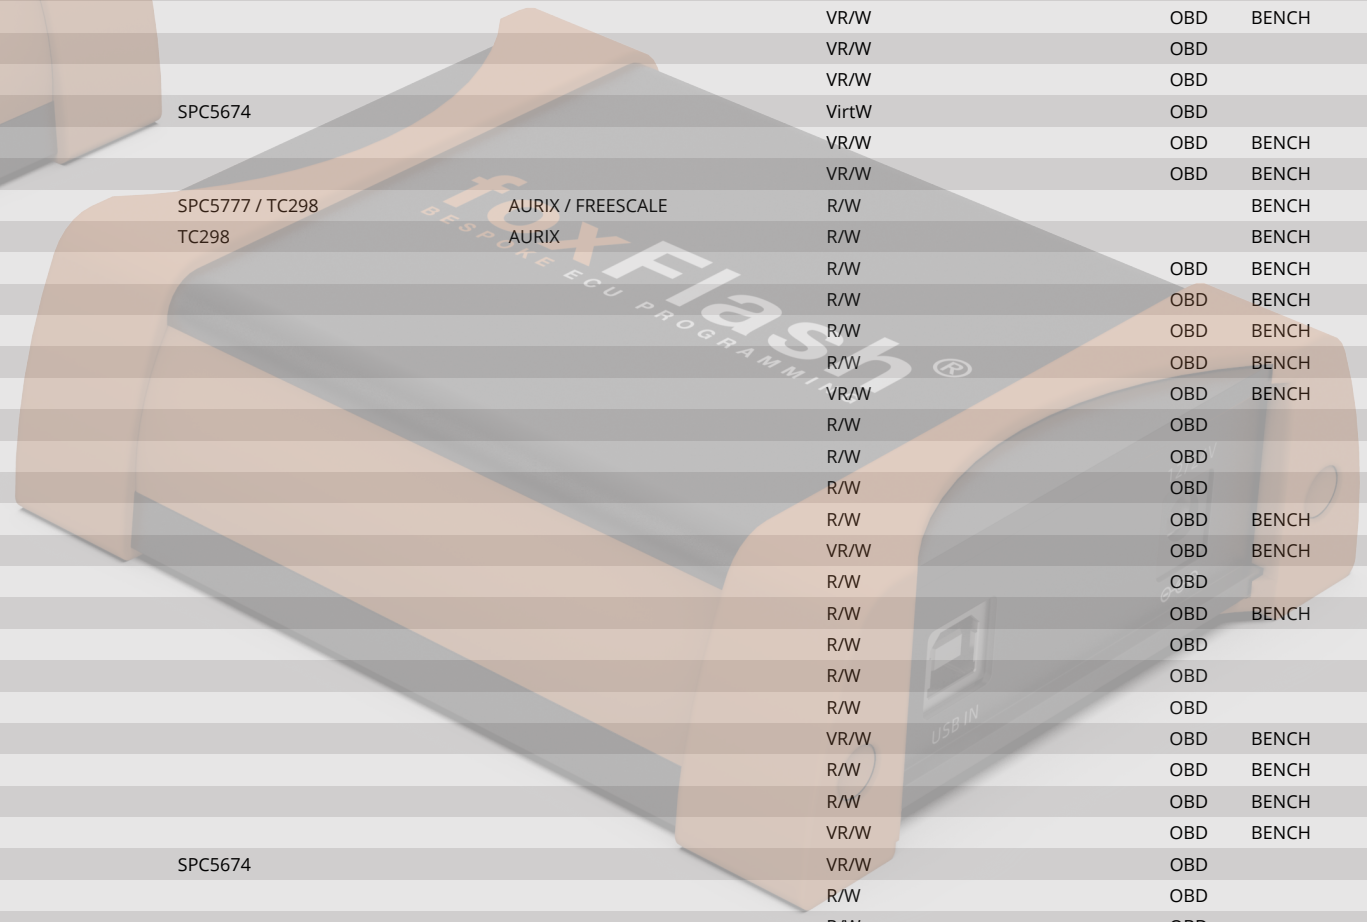 VR/W OBD BENCH
VR/W OBD
VR/W OBD
SPC5674 VirtW OBD
VR/W OBD BENCH
VR/W OBD BENCH
SPC5777 / TC298 AURIX / FREESCALE R/W BENCH
TC298 AURIX R/W BENCH
R/W OBD BENCH
R/W OBD BENCH
R/W OBD BENCH
R/W OBD BENCH
VR/W OBD BENCH
R/W OBD
R/W OBD
R/W OBD
R/W OBD BENCH
VR/W OBD BENCH
R/W OBD
R/W OBD BENCH
R/W OBD
R/W OBD
R/W OBD
VR/W OBD BENCH
R/W OBD BENCH
R/W OBD BENCH
VR/W OBD BENCH
SPC5674 VR/W OBD
R/W OBD
foxFlash ®
BESPOKE ECU PROGRAMMING
USB IN